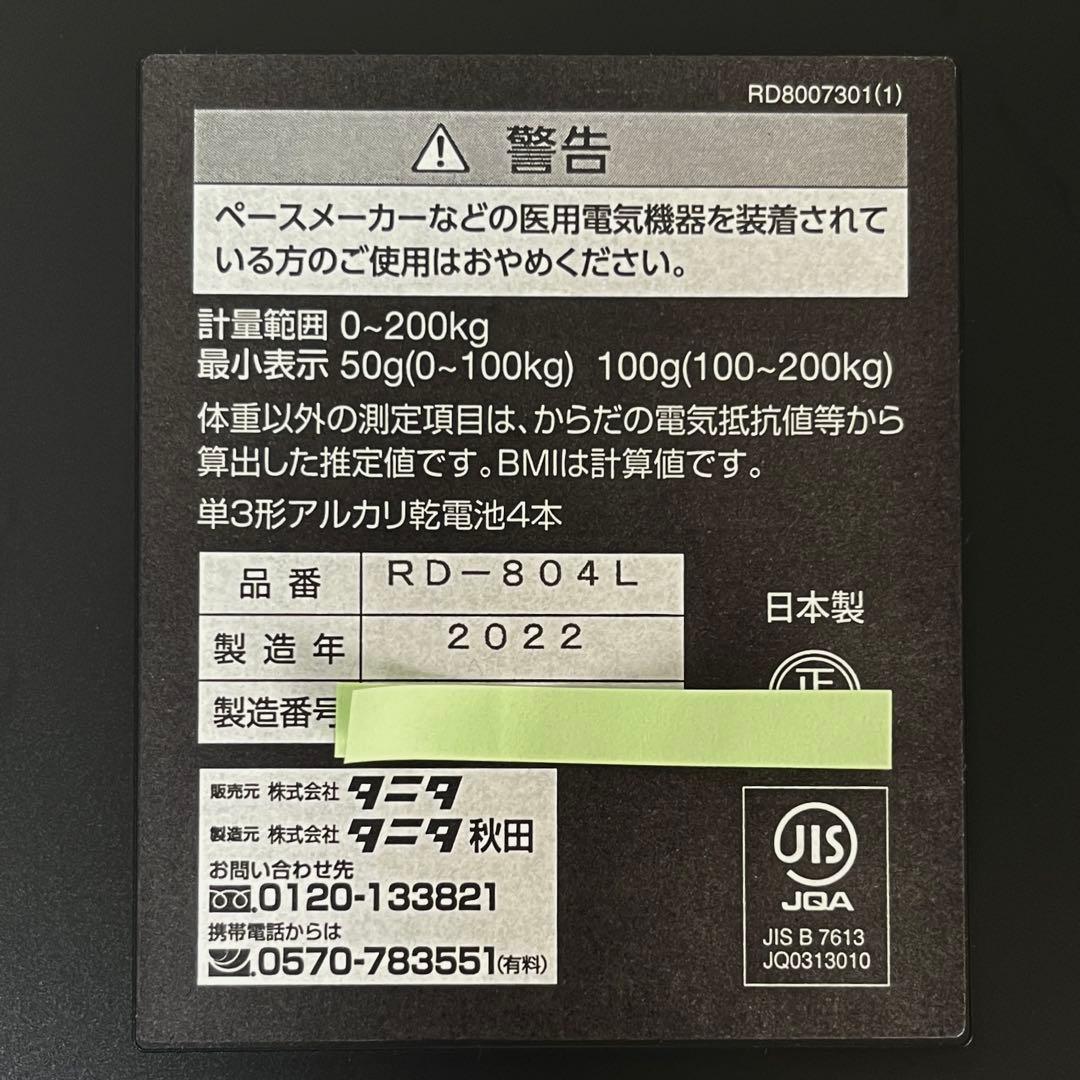 RD8007301(1)
警告
ペースメーカーなどの医用電気機器を装着されて
いる方のご使用はおやめください。
計量範囲 0~200kg
最小表示 50g(0~100kg) 100g(100~200kg)
体重以外の測定項目は、からだの電気抵抗値等から
算出した推定値です。BMIは計算値です。
単3形アルカリ乾電池4本
品番 RD-804L
製造年 2022
製造番号
日本製
正
販売元 株式会社 タニタ
製造元 株式会社 タニタ 秋田
お問い合わせ先
0120-133821
携帯電話からは
0570-783551(有料)
JIS
JQA
JIS B 7613
JQ0313010